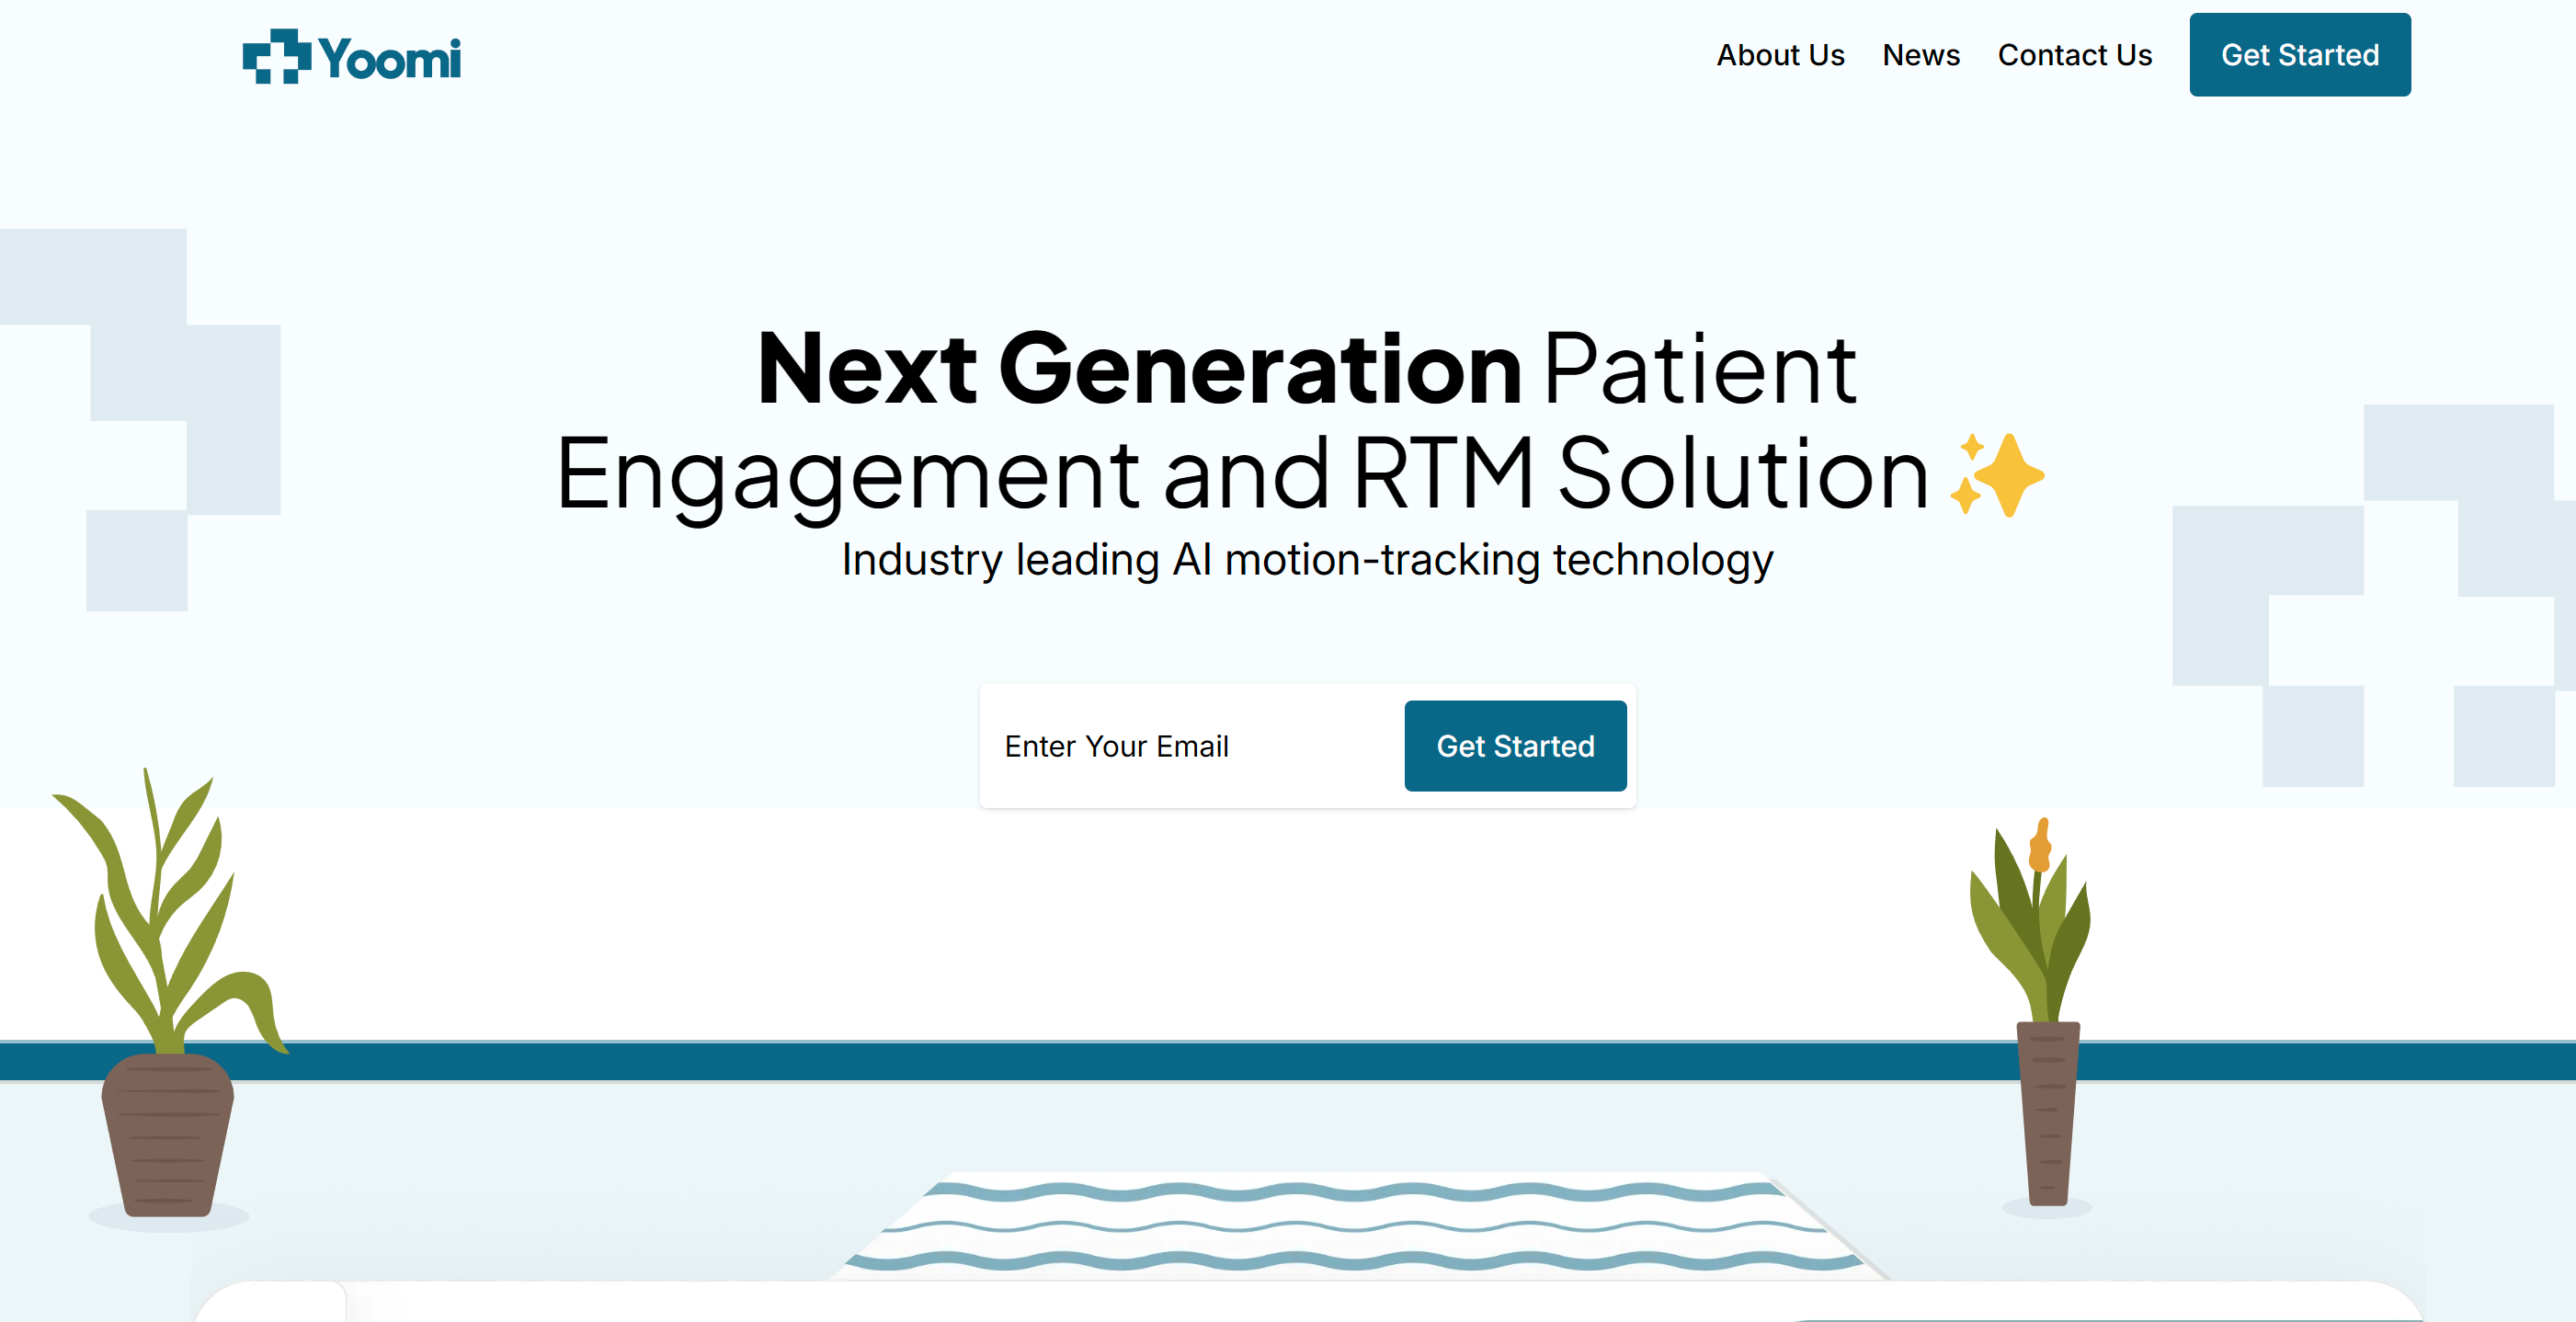 Yoomi
About Us
News
Contact Us
Get Started
Next Generation Patient
Engagement and RTM Solution ✨
Industry leading AI motion-tracking technology
Enter Your Email
Get Started